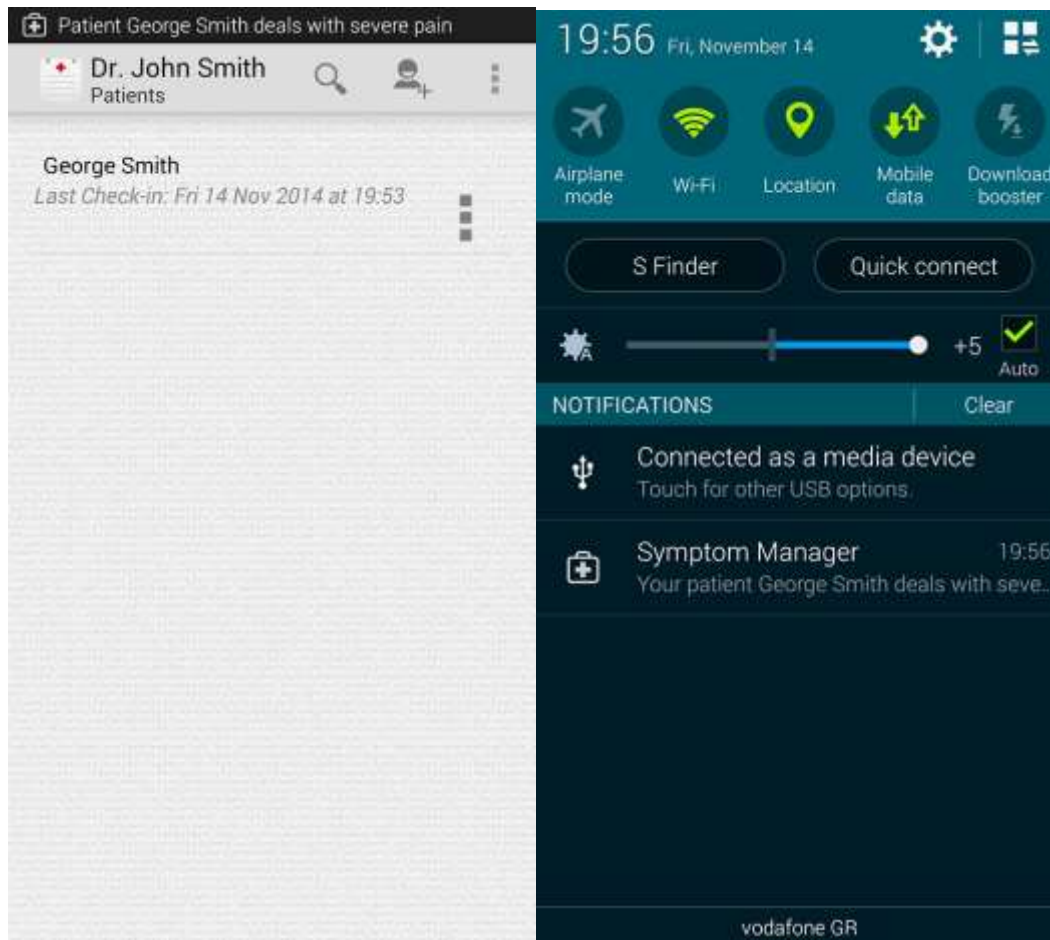 Patient George Smith deals with severe pain
Dr. John Smith
Patients
George Smith
Last Check-in: Fri 14 Nov 2014 at 19:53
19:56 Fri, November 14
Airplane mode
Wi-Fi
Location
Mobile data
Download booster
S Finder
Quick connect
+5
Auto
NOTIFICATIONS
Clear
Connected as a media device
Touch for other USB options.
Symptom Manager
19:56
Your patient George Smith deals with seve..
vodafone GR